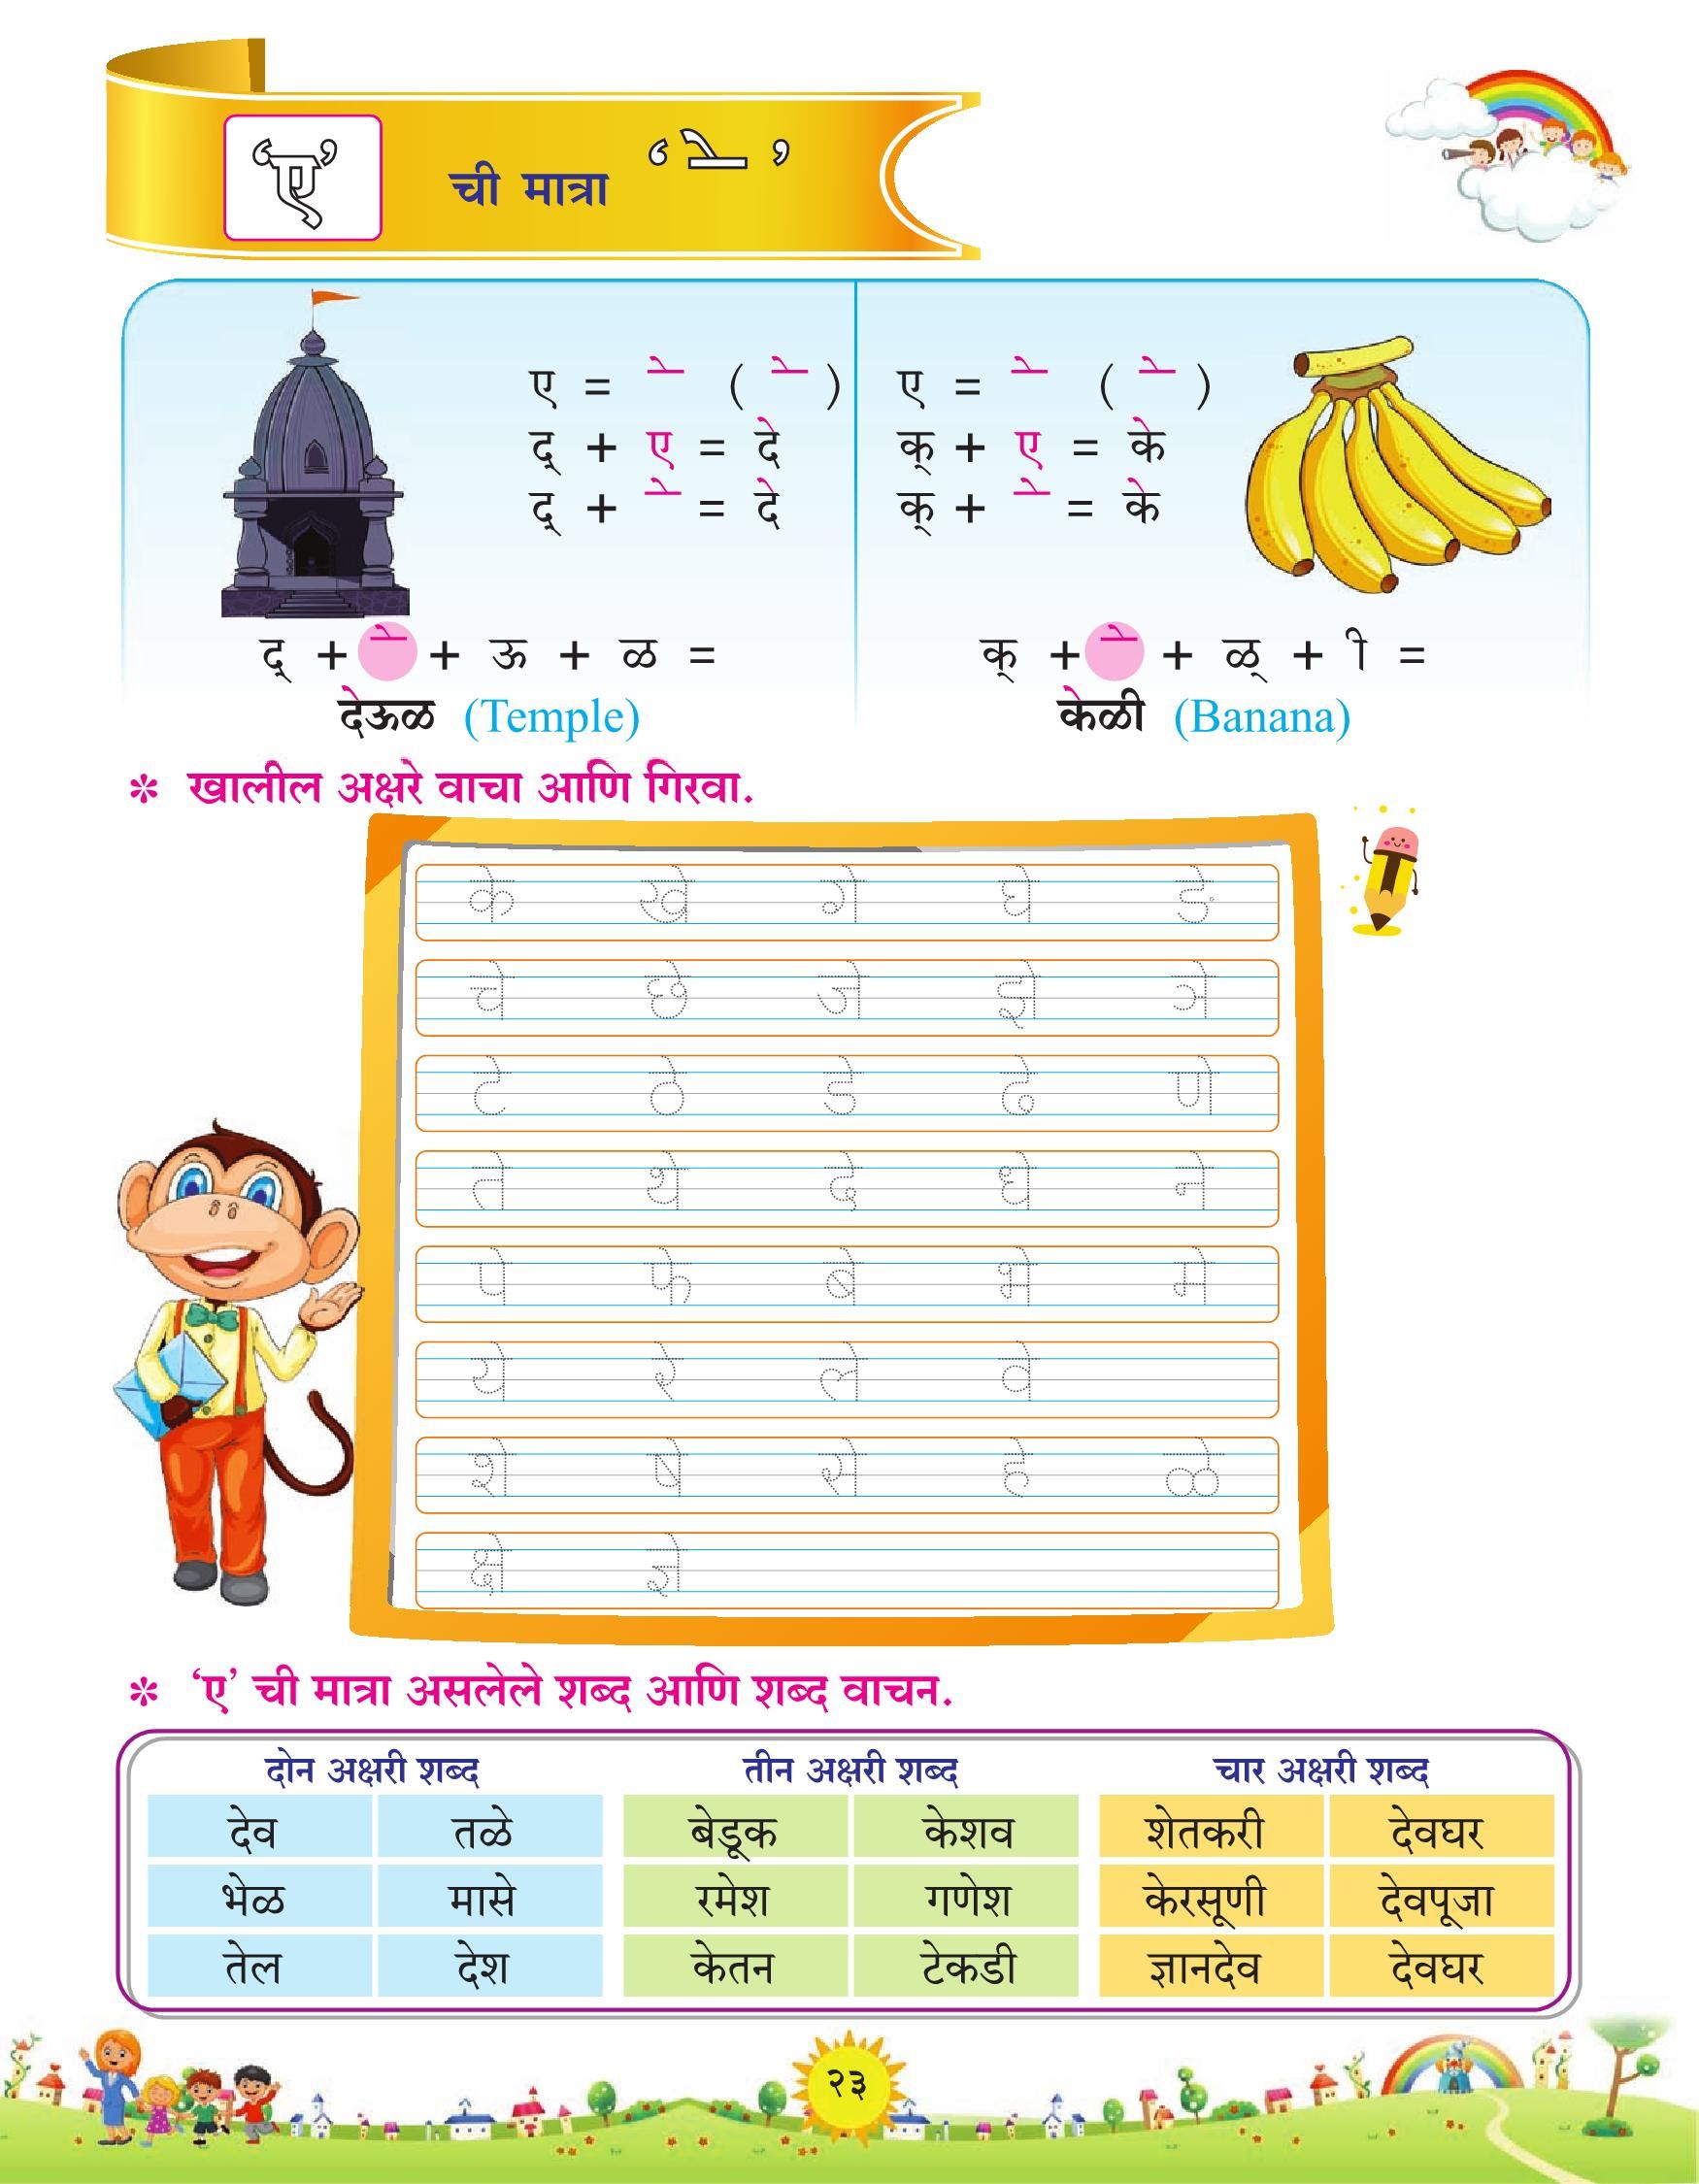 ‘ए’ ची मात्रा ‘ े ’
ए = े ( े )
द् + ए = दे
द् + े = दे
द् + े + ऊ + ळ =
देऊळ (Temple)
ए = े ( े )
क् + ए = के
क् + े = के
क् + े + ळ् + ी =
केळी (Banana)
* खालील अक्षरे वाचा आणि गिरवा.
के खे गे घे ङे
चे छे जे झे ञे
टे ठे डे ढे णे
ते थे दे धे ने
पे फे बे भे मे
ये रे ले वे
शे षे से हे ळे
क्षे ज्ञे
* ‘ए’ ची मात्रा असलेले शब्द आणि शब्द वाचन.
दोन अक्षरी शब्द तीन अक्षरी शब्द चार अक्षरी शब्द
देव तळे बेडूक केशव शेतकरी देवघर
भेळ मासे रमेश गणेश केरसूणी देवपूजा
तेल देश केतन टेकडी ज्ञानदेव देवघर
२३